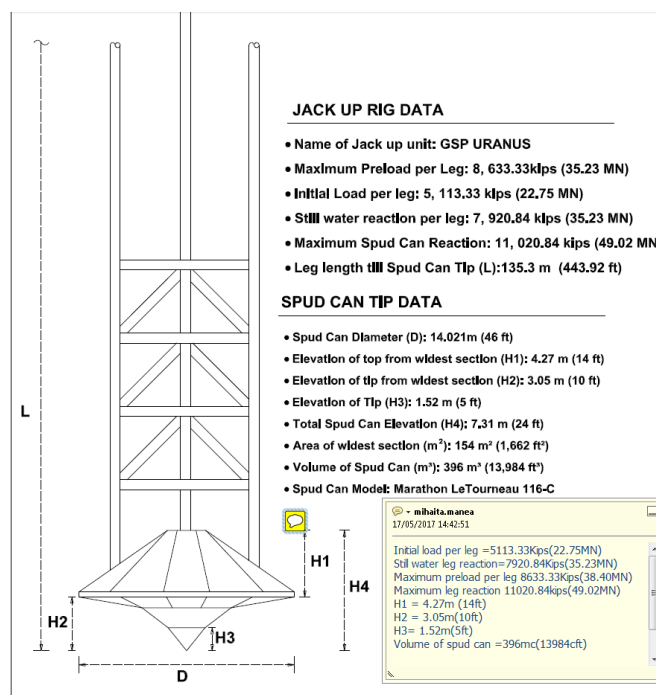 JACK UP RIG DATA
• Name of Jack up unit: GSP URANUS
• Maximum Preload per Leg: 8, 633.33kips (35.23 MN)
• Initial Load per leg: 5, 113.33 kips (22.75 MN)
• Still water reaction per leg: 7, 920.84 kips (35.23 MN)
• Maximum Spud Can Reaction: 11, 020.84 kips (49.02 MN
• Leg length till Spud Can Tip (L):135.3 m (443.92 ft)
SPUD CAN TIP DATA
• Spud Can Diameter (D): 14.021m (46 ft)
• Elevation of top from widest section (H1): 4.27 m (14 ft)
• Elevation of tip from widest section (H2): 3.05 m (10 ft)
• Elevation of Tip (H3): 1.52 m (5 ft)
• Total Spud Can Elevation (H4): 7.31 m (24 ft)
• Area of widest section (m²): 154 m² (1,662 ft²)
• Volume of Spud Can (m³): 396 m³ (13,984 ft³)
• Spud Can Model: Marathon LeTourneau 116-C
L
H1
H4
H2
H3
D
mihaita.manea
17/05/2017 14:42:51
Initial load per leg =5113.33Kips(22.75MN)
Stil water leg reaction=7920.84Kips(35.23MN)
Maximum preload per leg 8633.33Kips(38.40MN)
Maximum leg reaction 11020.84kips(49.02MN)
H1 = 4.27m (14ft)
H2 = 3.05m(10ft)
H3= 1.52m(5ft)
Volume of spud can =396mc(13984cft)